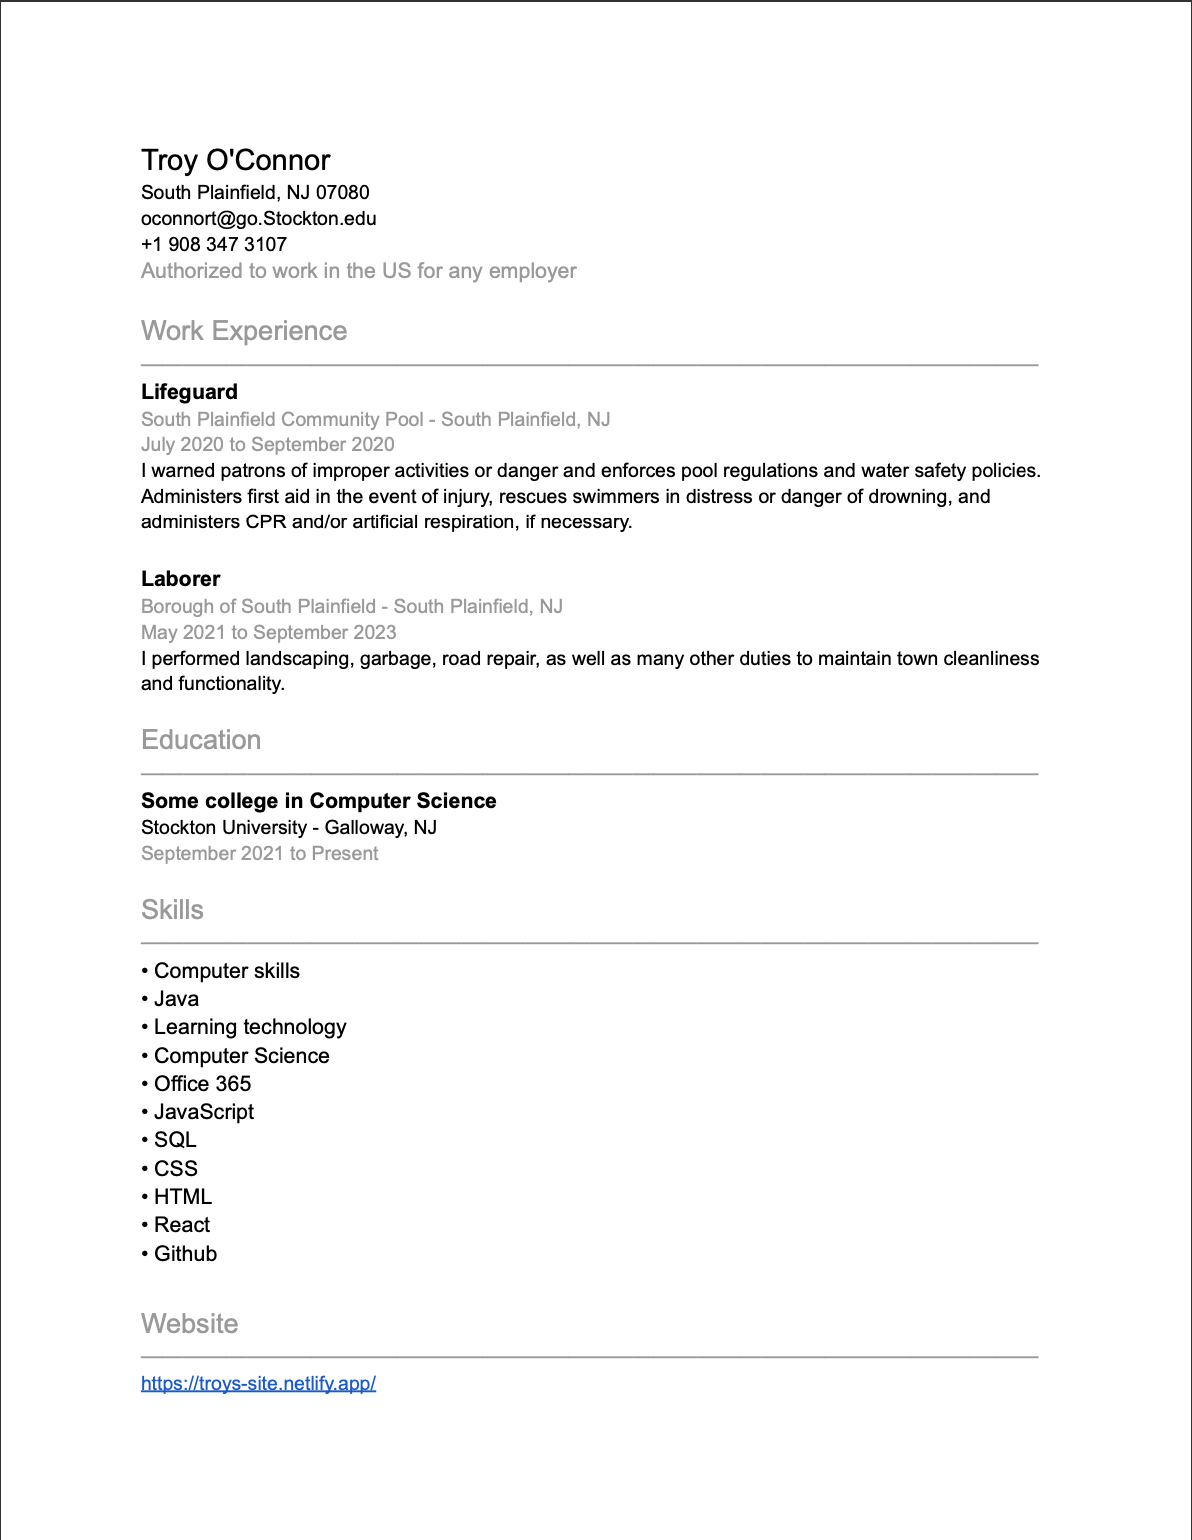 Troy O'Connor
South Plainfield, NJ 07080
oconnort@go.Stockton.edu
+1 908 347 3107
Authorized to work in the US for any employer
Work Experience
Lifeguard
South Plainfield Community Pool - South Plainfield, NJ
July 2020 to September 2020
I warned patrons of improper activities or danger and enforces pool regulations and water safety policies.
Administers first aid in the event of injury, rescues swimmers in distress or danger of drowning, and
administers CPR and/or artificial respiration, if necessary.
Laborer
Borough of South Plainfield - South Plainfield, NJ
May 2021 to September 2023
I performed landscaping, garbage, road repair, as well as many other duties to maintain town cleanliness
and functionality.
Education
Some college in Computer Science
Stockton University - Galloway, NJ
September 2021 to Present
Skills
• Computer skills
• Java
• Learning technology
• Computer Science
• Office 365
• JavaScript
• SQL
• CSS
• HTML
• React
• Github
Website
https://troys-site.netlify.app/